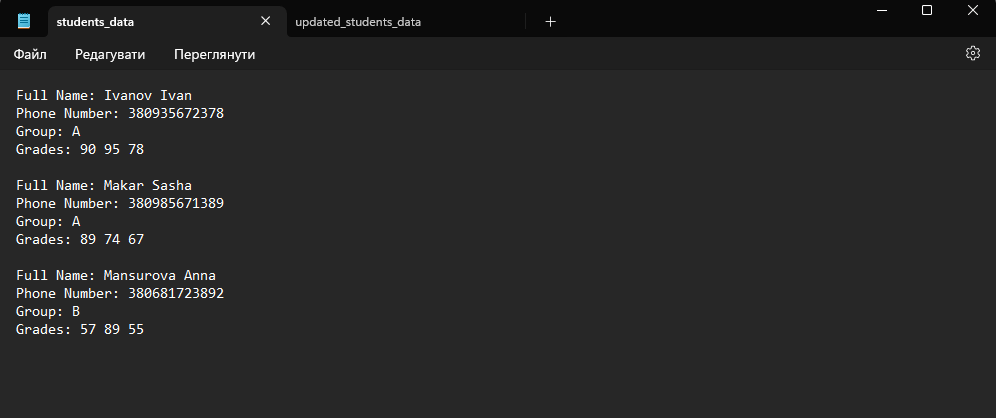 students_data
updated_students_data
Файл Редагувати Переглянути
Full Name: Ivanov Ivan
Phone Number: 380935672378
Group: A
Grades: 90 95 78
Full Name: Makar Sasha
Phone Number: 380985671389
Group: A
Grades: 89 74 67
Full Name: Mansurova Anna
Phone Number: 380681723892
Group: B
Grades: 57 89 55